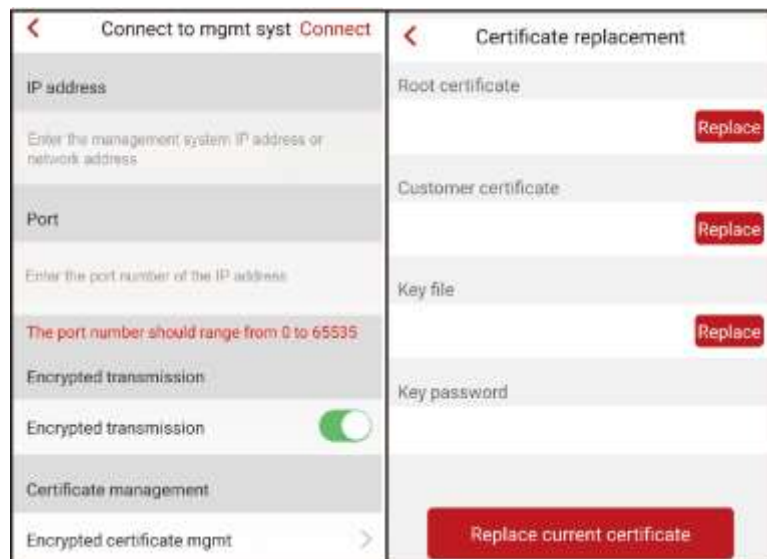 Connect to mgmt syst Connect
IP address
Enter the management system IP address or
network address
Port
Enter the port number of the IP address
The port number should range from 0 to 65535
Encrypted transmission
Encrypted transmission
Certificate management
Encrypted certificate mgmt
Certificate replacement
Root certificate
Replace
Customer certificate
Replace
Key file
Replace
Key password
Replace current certificate